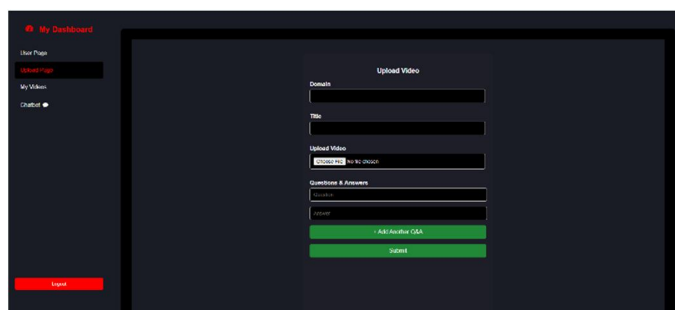 My Dashboard
User Page
Upload Page
My Videos
Chatbot
Logout
Upload Video
Domain
Title
Upload Video
Choose File No file chosen
Questions & Answers
Question
Answer
+ Add Another Q&A
Submit